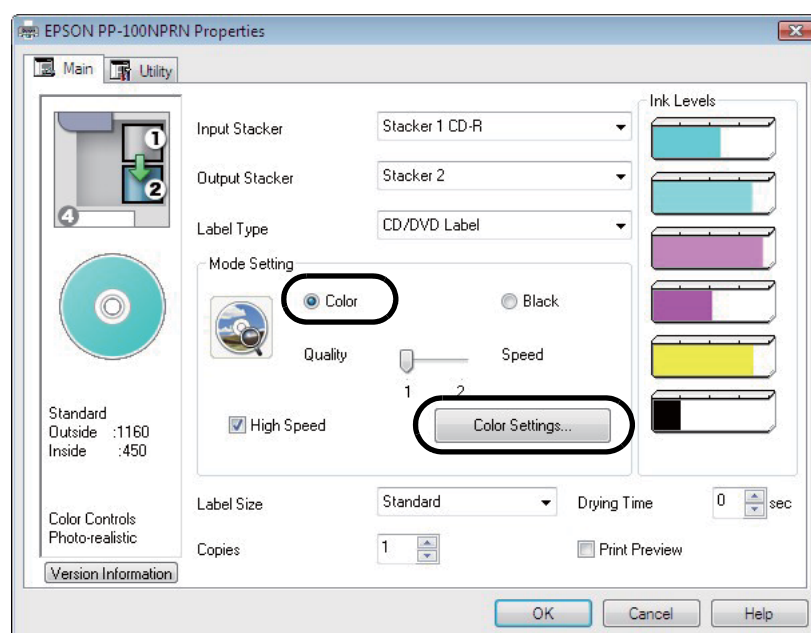 EPSON PP-100NPRN Properties
Main
Utility
1
2
4
Standard
Outside :1160
Inside :450
Color Controls
Photo-realistic
Version Information
Input Stacker
Stacker 1 CD-R
Output Stacker
Stacker 2
Label Type
CD/DVD Label
Mode Setting
Color
Black
Quality
Speed
1 2
High Speed
Color Settings...
Label Size
Standard
Drying Time
0
sec
Copies
1
Print Preview
Ink Levels
OK
Cancel
Help